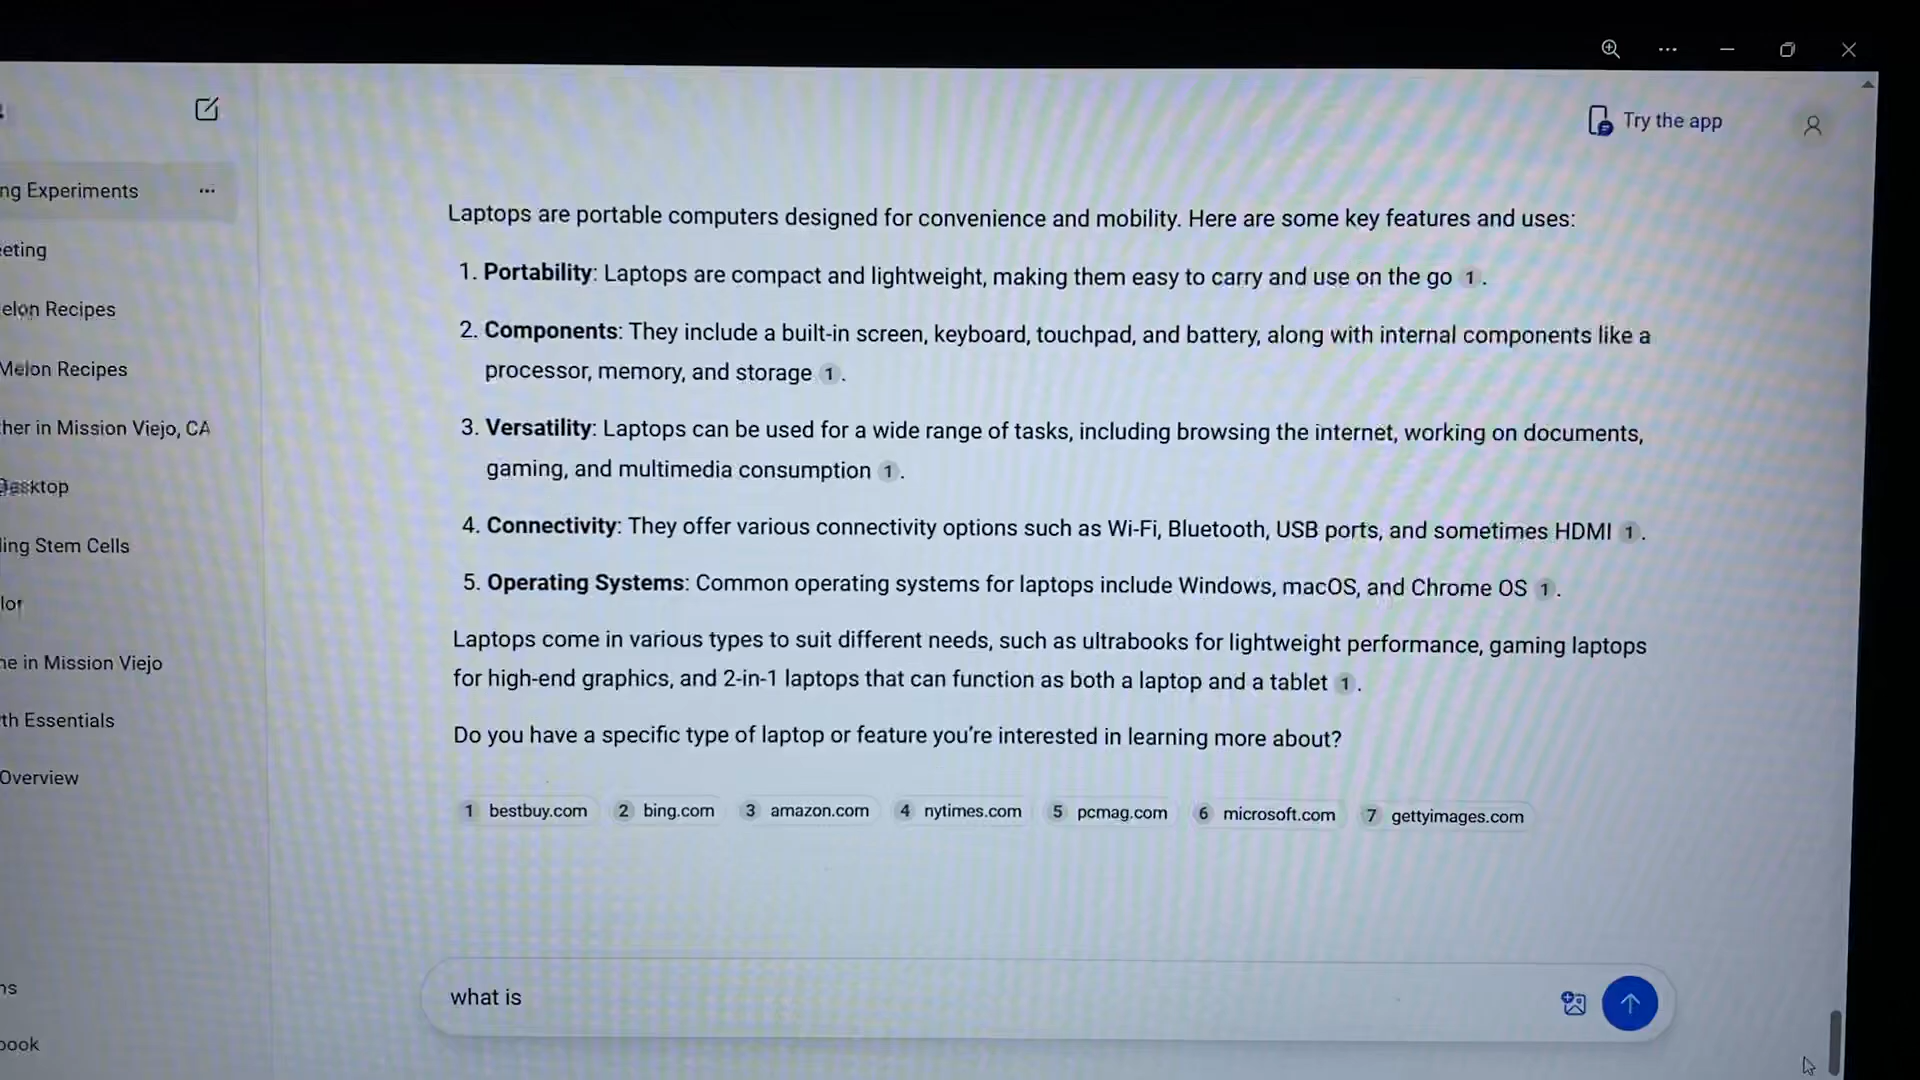 Try the app
ng Experiments
eting
elon Recipes
Melon Recipes
ther in Mission Viejo, CA
Desktop
ling Stem Cells
lor
ne in Mission Viejo
th Essentials
Overview
ns
book
Laptops are portable computers designed for convenience and mobility. Here are some key features and uses:
1. Portability: Laptops are compact and lightweight, making them easy to carry and use on the go 1 .
2. Components: They include a built-in screen, keyboard, touchpad, and battery, along with internal components like a
processor, memory, and storage 1 .
3. Versatility: Laptops can be used for a wide range of tasks, including browsing the internet, working on documents,
gaming, and multimedia consumption 1 .
4. Connectivity: They offer various connectivity options such as Wi-Fi, Bluetooth, USB ports, and sometimes HDMI 1 .
5. Operating Systems: Common operating systems for laptops include Windows, macOS, and Chrome OS 1 .
Laptops come in various types to suit different needs, such as ultrabooks for lightweight performance, gaming laptops
for high-end graphics, and 2-in-1 laptops that can function as both a laptop and a tablet 1 .
Do you have a specific type of laptop or feature you're interested in learning more about?
1 bestbuy.com 2 bing.com 3 amazon.com 4 nytimes.com 5 pcmag.com 6 microsoft.com 7 gettyimages.com
what is